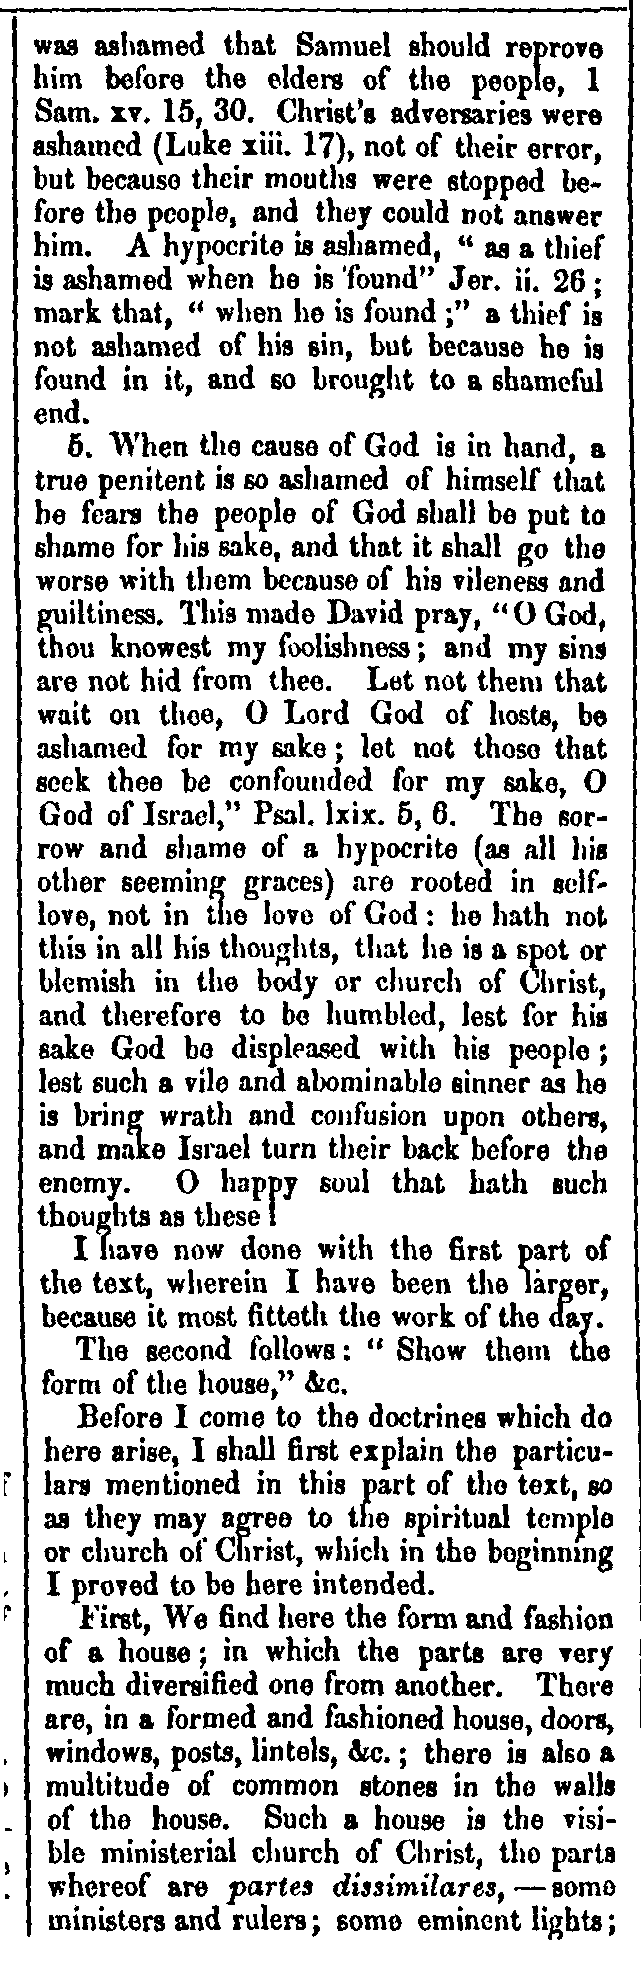 was ashamed that Samuel should reprove
him before the elders of the people, 1
Sam. xv. 15, 30. Christ's adversaries were
ashamed (Luke xiii. 17), not of their error,
but because their mouths were stopped be-
fore the people, and they could not answer
him. A hypocrite is ashamed, " as a thief
is ashamed when he is found" Jer. ii. 26 ;
mark that, " when he is found ;" a thief is
not ashamed of his sin, but because he is
found in it, and so brought to a shameful
end.
5. When the cause of God is in hand, a
true penitent is so ashamed of himself that
he fears the people of God shall be put to
shame for his sake, and that it shall go the
worse with them because of his vileness and
guiltiness. This made David pray, "O God,
thou knowest my foolishness ; and my sins
are not hid from thee. Let not them that
wait on thee, O Lord God of hosts, be
ashamed for my sake ; let not those that
seek thee be confounded for my sake, O
God of Israel," Psal. lxix. 5, 6. The sor-
row and shame of a hypocrite (as all his
other seeming graces) are rooted in self-
love, not in the love of God : he hath not
this in all his thoughts, that he is a spot or
blemish in the body or church of Christ,
and therefore to be humbled, lest for his
sake God be displeased with his people ;
lest such a vile and abominable sinner as he
is bring wrath and confusion upon others,
and make Israel turn their back before the
enemy. O happy soul that hath such
thoughts as these !
I have now done with the first part of
the text, wherein I have been the larger,
because it most fitteth the work of the day.
The second follows : " Show them the
form of the house," &c.
Before I come to the doctrines which do
here arise, I shall first explain the particu-
lars mentioned in this part of the text, so
as they may agree to the spiritual temple
or church of Christ, which in the beginning
I proved to be here intended.
First, We find here the form and fashion
of a house ; in which the parts are very
much diversified one from another. There
are, in a formed and fashioned house, doors,
windows, posts, lintels, &c. ; there is also a
multitude of common stones in the walls
of the house. Such a house is the visi-
ble ministerial church of Christ, the parts
whereof are partes dissimilares, — some
ministers and rulers ; some eminent lights ;